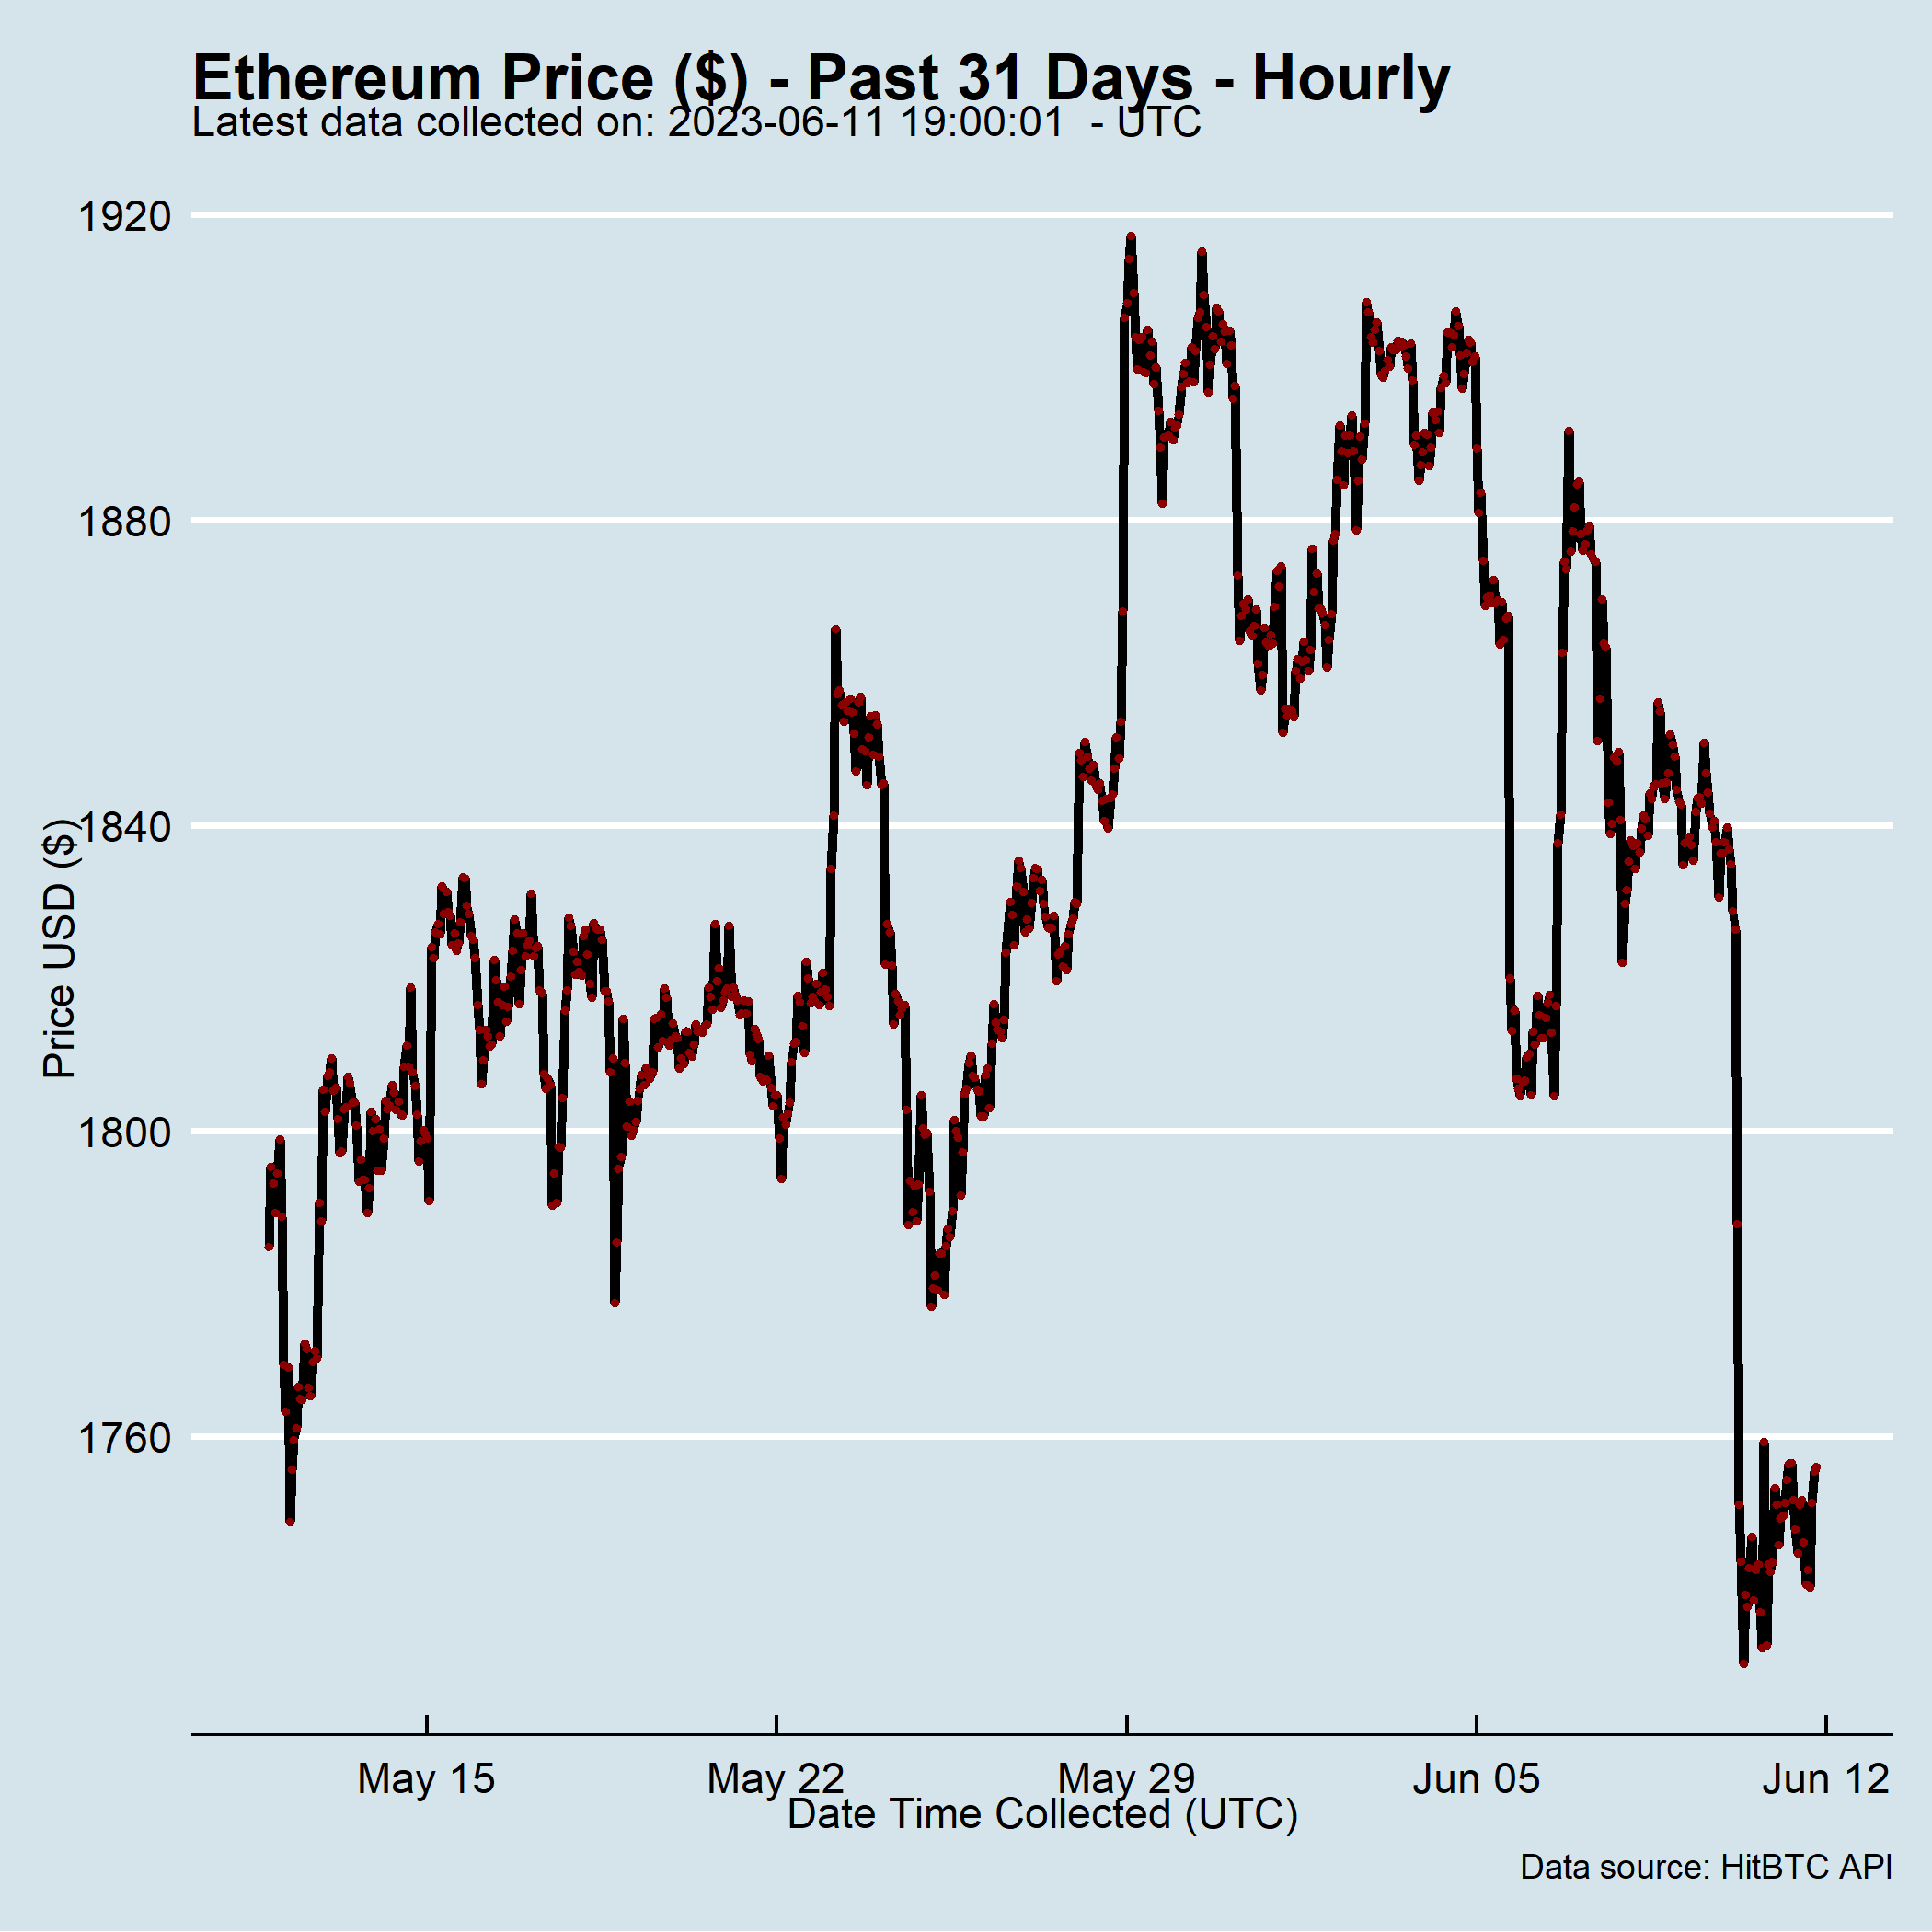 Ethereum Price ($) - Past 31 Days - Hourly
Latest data collected on: 2023-06-11 19:00:01  - UTC
1920
1880
1840
1800
1760
Price USD ($)
May 15
May 22
May 29
Jun 05
Jun 12
Date Time Collected (UTC)
Data source: HitBTC API